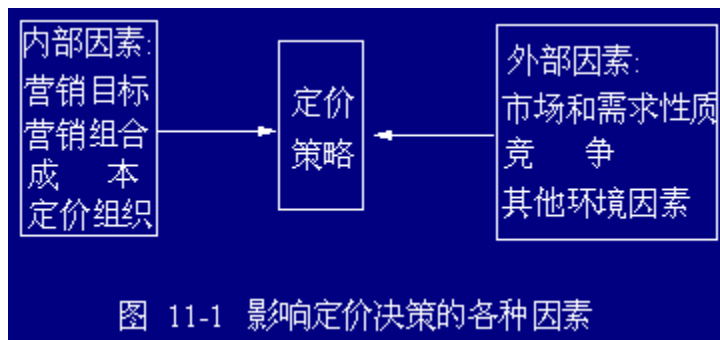 内部因素:
营销目标
营销组合
成 本
定价组织
定价
策略
外部因素:
市场和需求性质
竞 争
其他环境因素
图 11-1 影响定价决策的各种因素